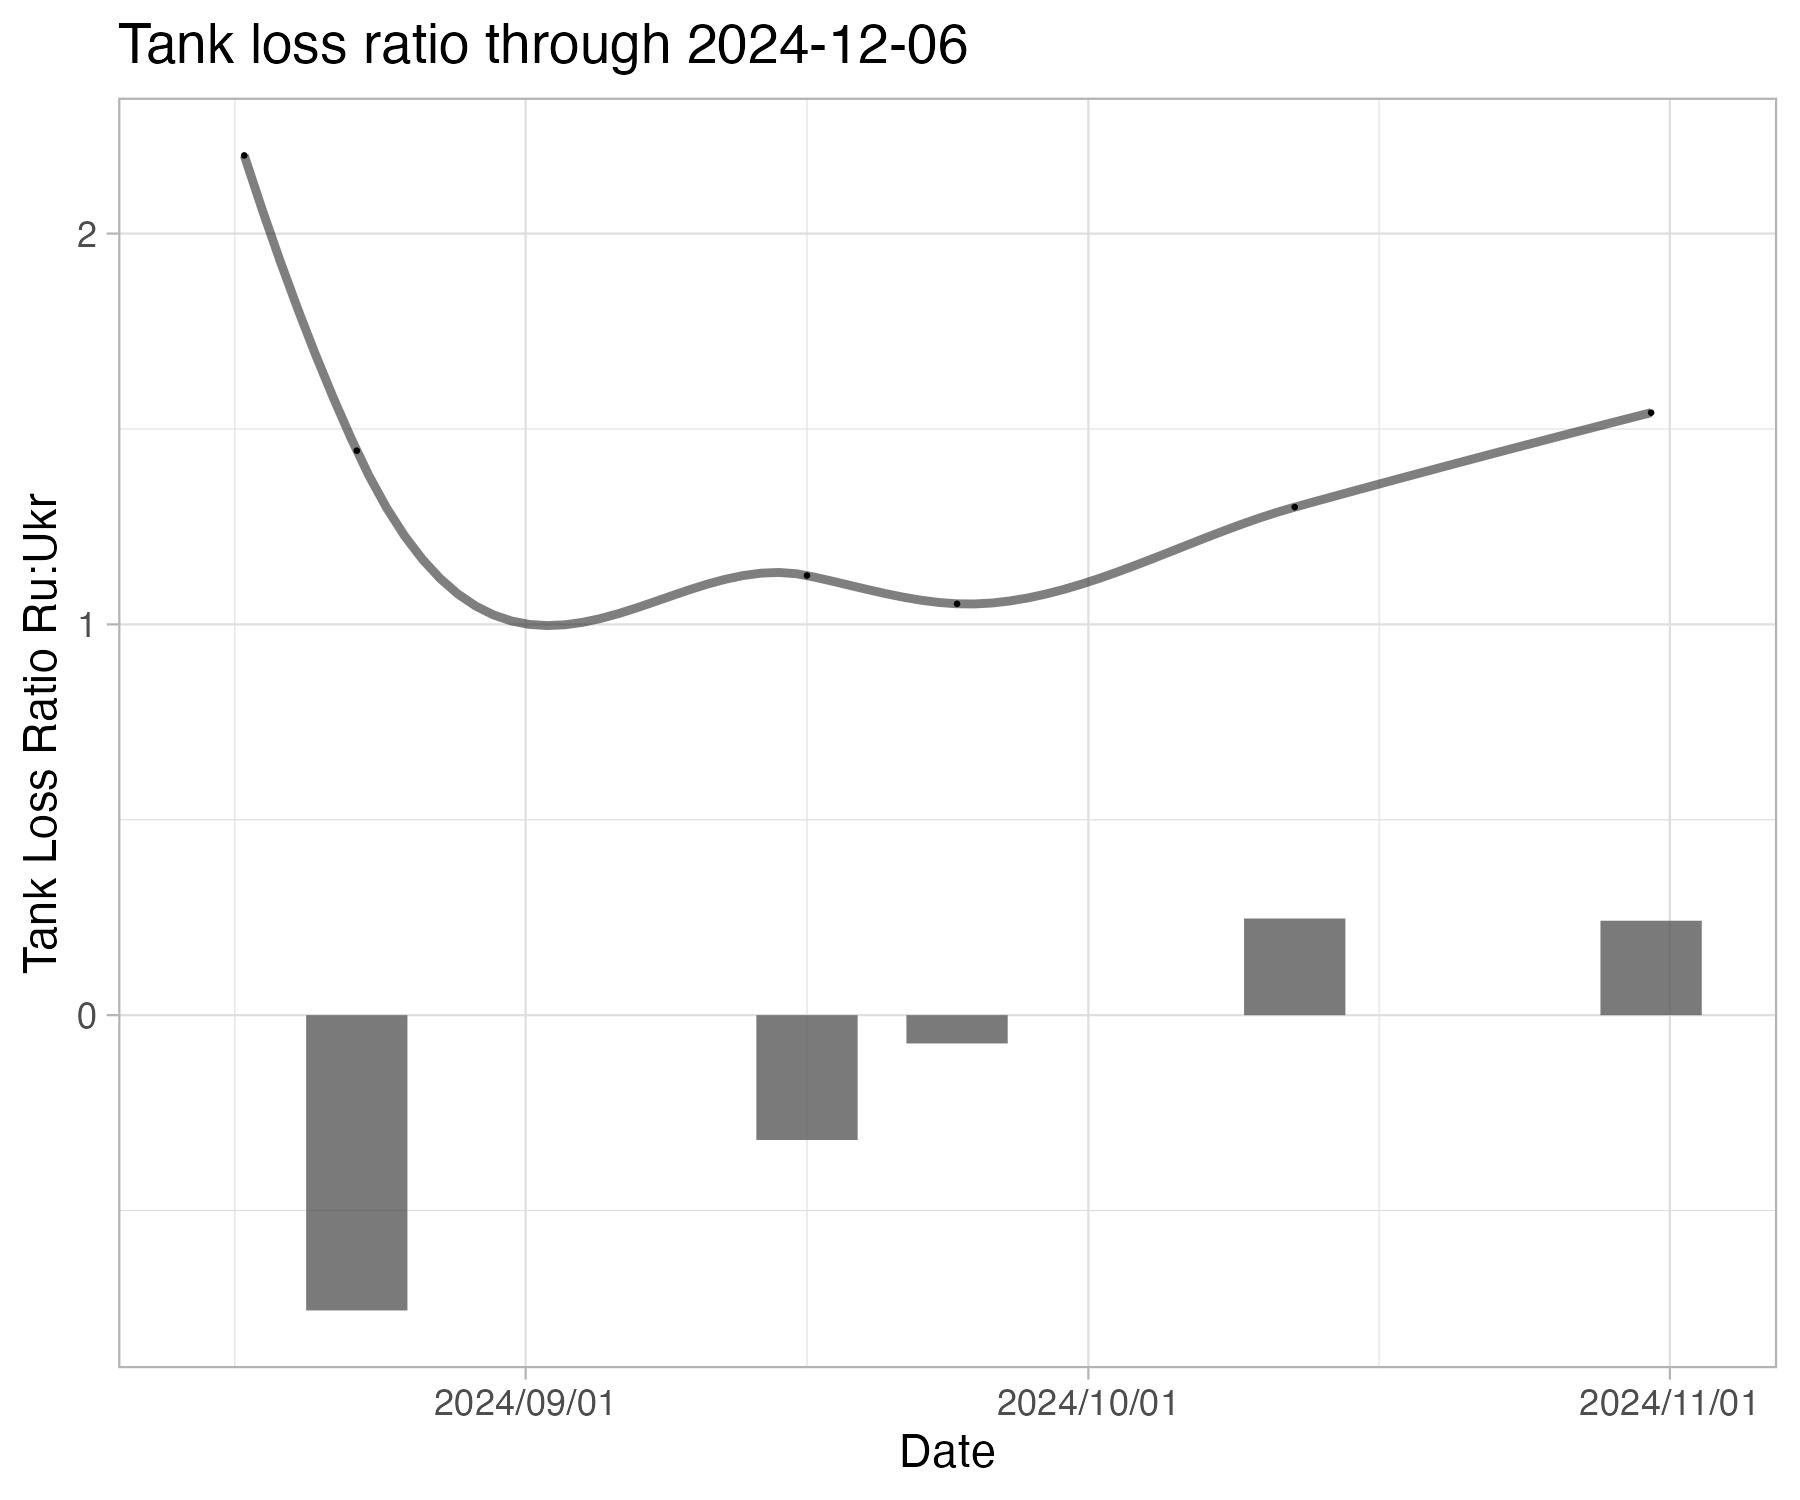 Tank loss ratio through 2024-12-06
Tank Loss Ratio Ru:Ukr
2
1
0
2024/09/01
2024/10/01
2024/11/01
Date